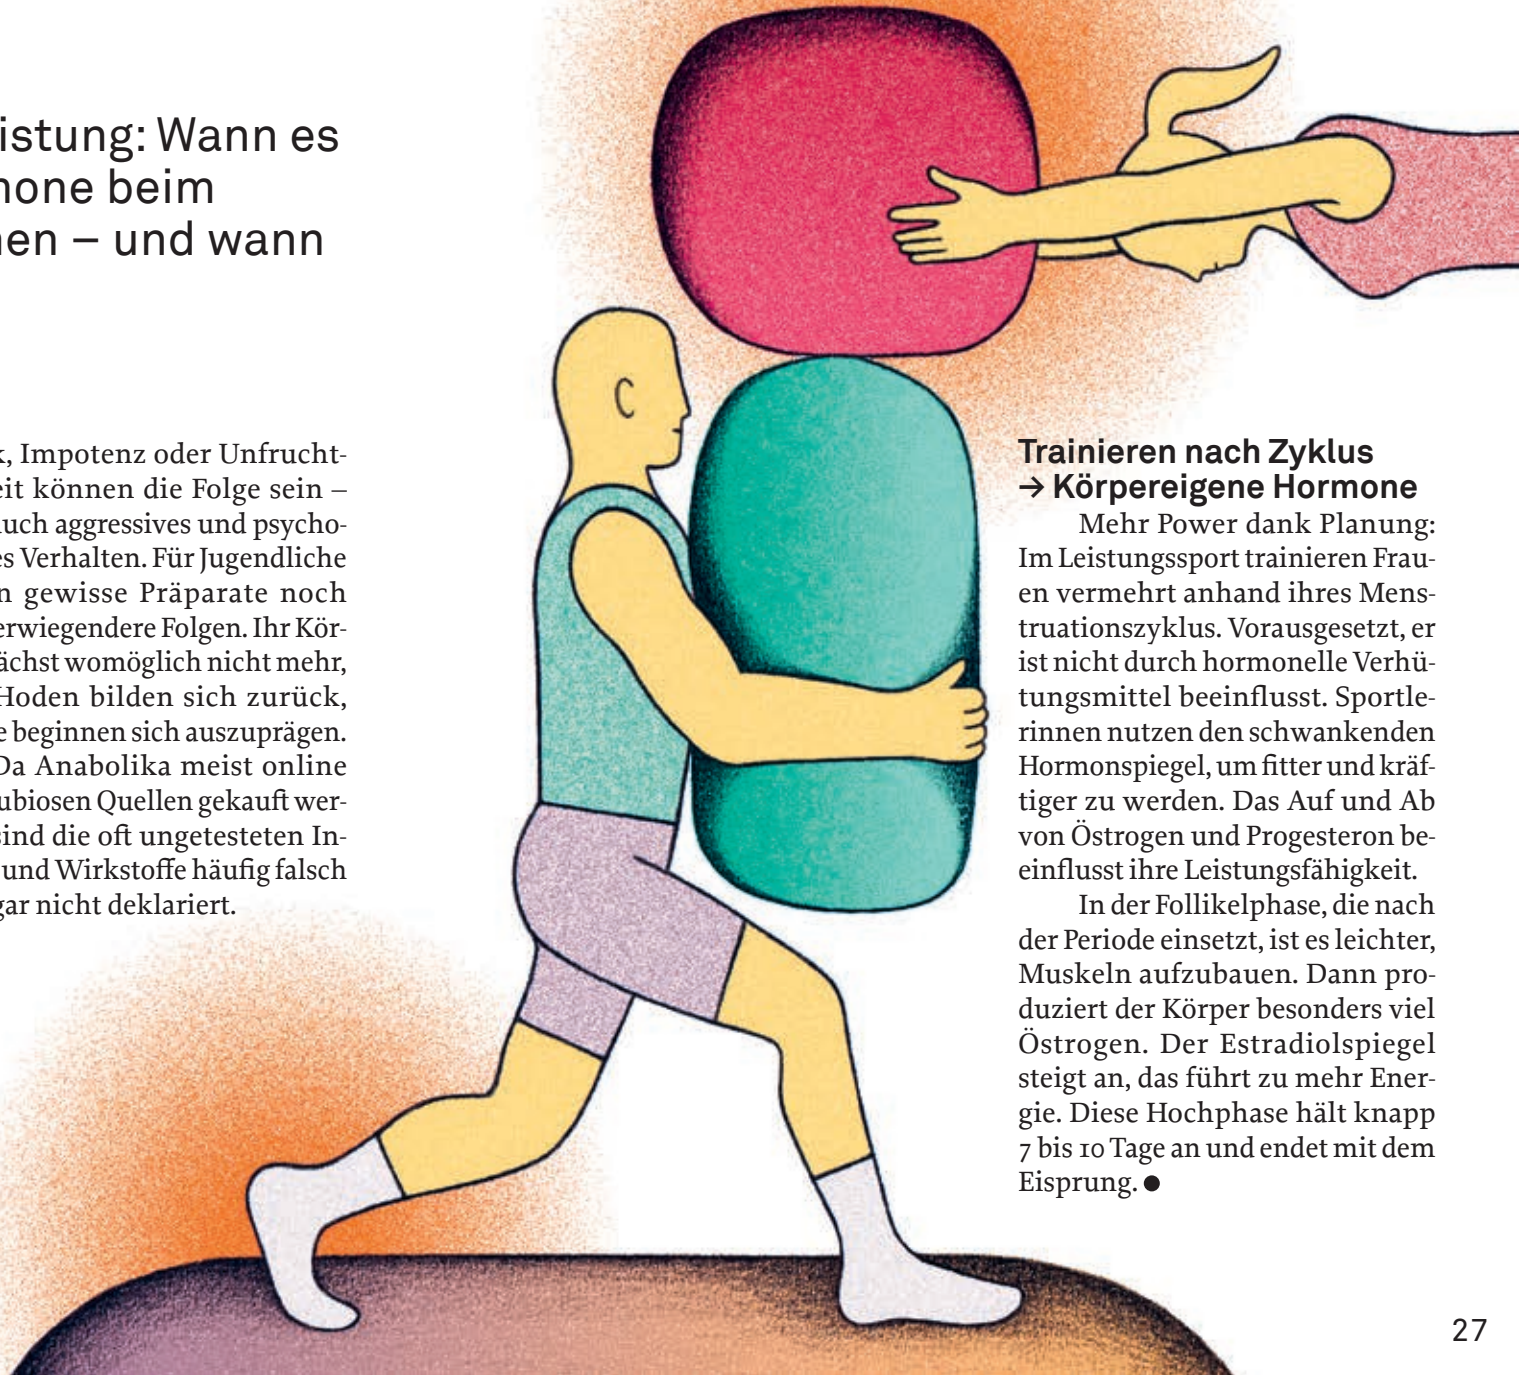 istung: Wann es
mone beim
en – und wann
k, Impotenz oder Unfrucht-
eit können die Folge sein –
auch aggressives und psycho-
es Verhalten. Für Jugendliche
n gewisse Präparate noch
erwiegendere Folgen. Ihr Kör-
ächst womöglich nicht mehr,
Hoden bilden sich zurück,
e beginnen sich auszuprägen.
Da Anabolika meist online
ubiosen Quellen gekauft wer-
sind die oft ungetesteten In-
und Wirkstoffe häufig falsch
gar nicht deklariert.
Trainieren nach Zyklus
→ Körpereigene Hormone
Mehr Power dank Planung:
Im Leistungssport trainieren Frau-
en vermehrt anhand ihres Mens-
truationszyklus. Vorausgesetzt, er
ist nicht durch hormonelle Verhü-
tungsmittel beeinflusst. Sportle-
rinnen nutzen den schwankenden
Hormonspiegel, um fitter und kräf-
tiger zu werden. Das Auf und Ab
von Östrogen und Progesteron be-
einflusst ihre Leistungsfähigkeit.
In der Follikelphase, die nach
der Periode einsetzt, ist es leichter,
Muskeln aufzubauen. Dann pro-
duziert der Körper besonders viel
Östrogen. Der Estradiolspiegel
steigt an, das führt zu mehr Ener-
gie. Diese Hochphase hält knapp
7 bis 10 Tage an und endet mit dem
Eisprung. ●
27